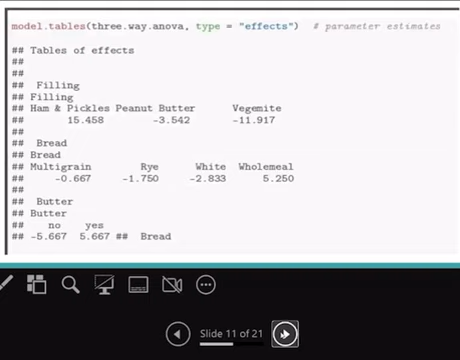 model.tables(three.way.anova, type = "effects") # parameter estimates
## Tables of effects
##
##
## Filling
## Filling
## Ham & Pickles Peanut Butter Vegemite
## 15.458 -3.542 -11.917
##
## Bread
## Bread
## Multigrain Rye White Wholemeal
## -0.667 -1.750 -2.833 5.250
##
## Butter
## Butter
## no yes
## -5.667 5.667 ## Bread
Slide 11 of 21